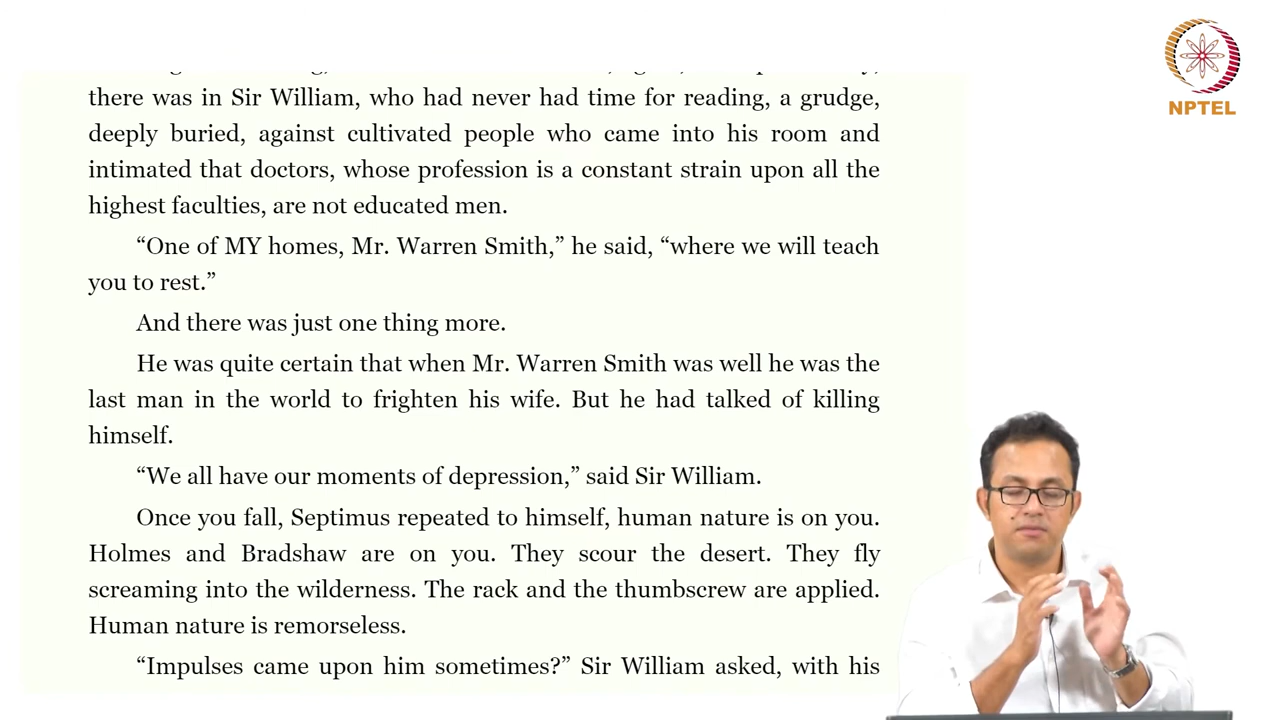 there was in Sir William, who had never had time for reading, a grudge,
deeply buried, against cultivated people who came into his room and
intimated that doctors, whose profession is a constant strain upon all the
highest faculties, are not educated men.
“One of MY homes, Mr. Warren Smith,” he said, “where we will teach
you to rest.”
And there was just one thing more.
He was quite certain that when Mr. Warren Smith was well he was the
last man in the world to frighten his wife. But he had talked of killing
himself.
“We all have our moments of depression,” said Sir William.
Once you fall, Septimus repeated to himself, human nature is on you.
Holmes and Bradshaw are on you. They scour the desert. They fly
screaming into the wilderness. The rack and the thumbscrew are applied.
Human nature is remorseless.
“Impulses came upon him sometimes?” Sir William asked, with his
NPTEL